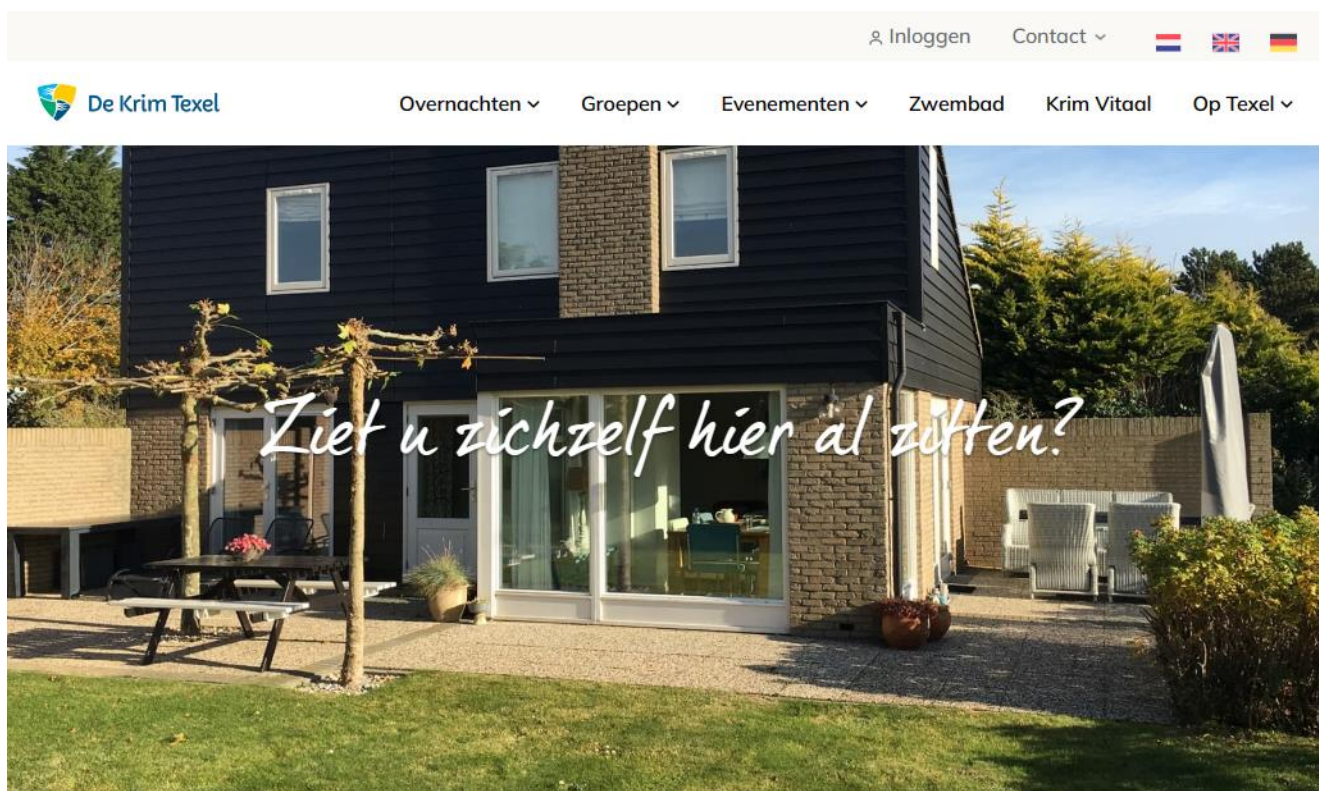 Inloggen Contact
De Krim Texel Overnachten Groepen Evenementen Zwembad Krim Vitaal Op Texel
Ziet u zichzelf hier al zitten?